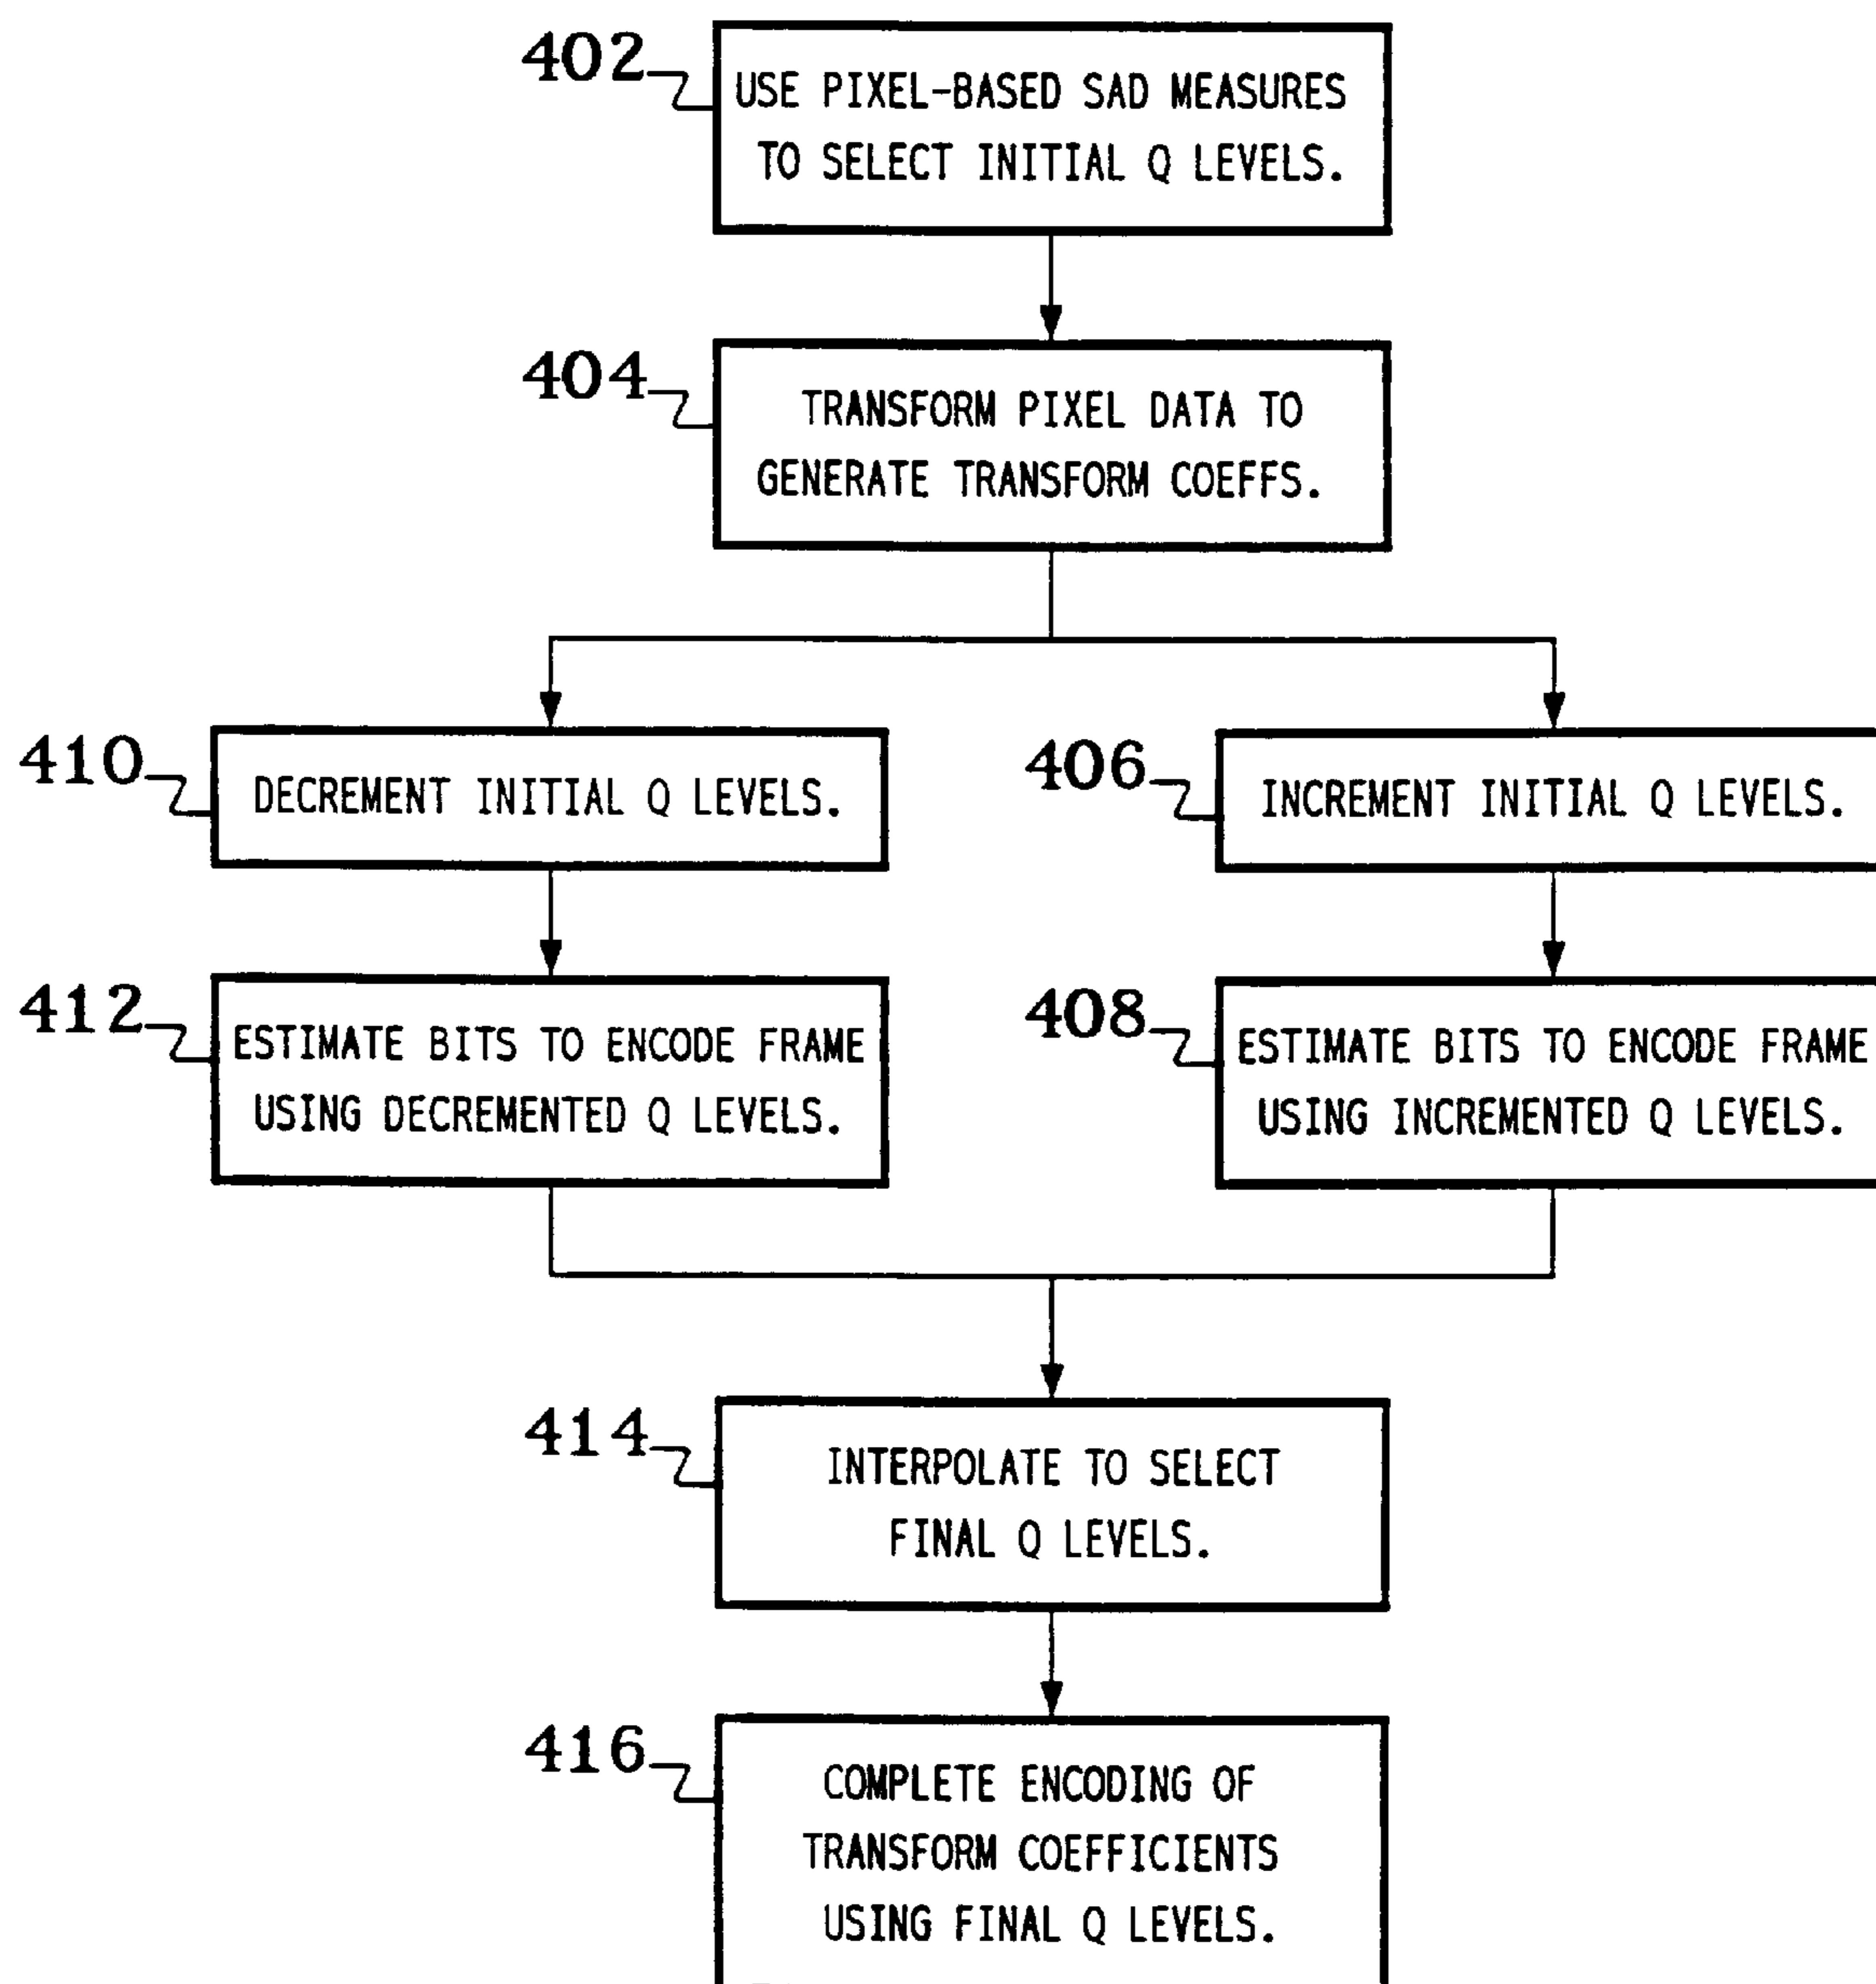 402
USE PIXEL-BASED SAD MEASURES
TO SELECT INITIAL Q LEVELS.
404
TRANSFORM PIXEL DATA TO
GENERATE TRANSFORM COEFFS.
410
DECREMENT INITIAL Q LEVELS.
406
INCREMENT INITIAL Q LEVELS.
412
ESTIMATE BITS TO ENCODE FRAME
USING DECREMENTED Q LEVELS.
408
ESTIMATE BITS TO ENCODE FRAME
USING INCREMENTED Q LEVELS.
414
INTERPOLATE TO SELECT
FINAL Q LEVELS.
416
COMPLETE ENCODING OF
TRANSFORM COEFFICIENTS
USING FINAL Q LEVELS.